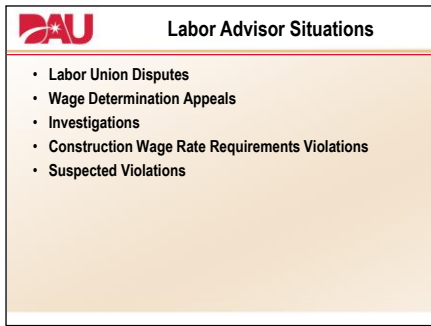 DAU
Labor Advisor Situations
• Labor Union Disputes
• Wage Determination Appeals
• Investigations
• Construction Wage Rate Requirements Violations
• Suspected Violations